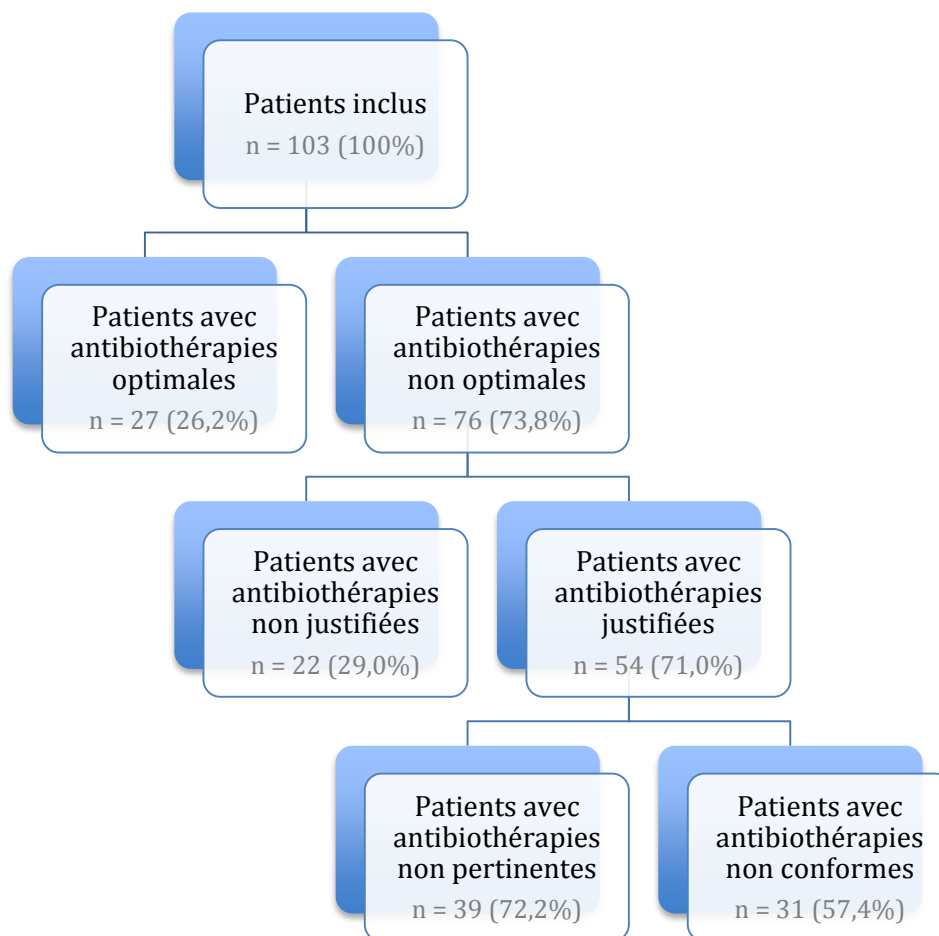 Patients inclus
n = 103 (100%)
Patients avec
antibiothérapies
optimales
n = 27 (26,2%)
Patients avec
antibiothérapies
non optimales
n = 76 (73,8%)
Patients avec
antibiothérapies
non justifiées
n = 22 (29,0%)
Patients avec
antibiothérapies
justifiées
n = 54 (71,0%)
Patients avec
antibiothérapies
non pertinentes
n = 39 (72,2%)
Patients avec
antibiothérapies
non conformes
n = 31 (57,4%)